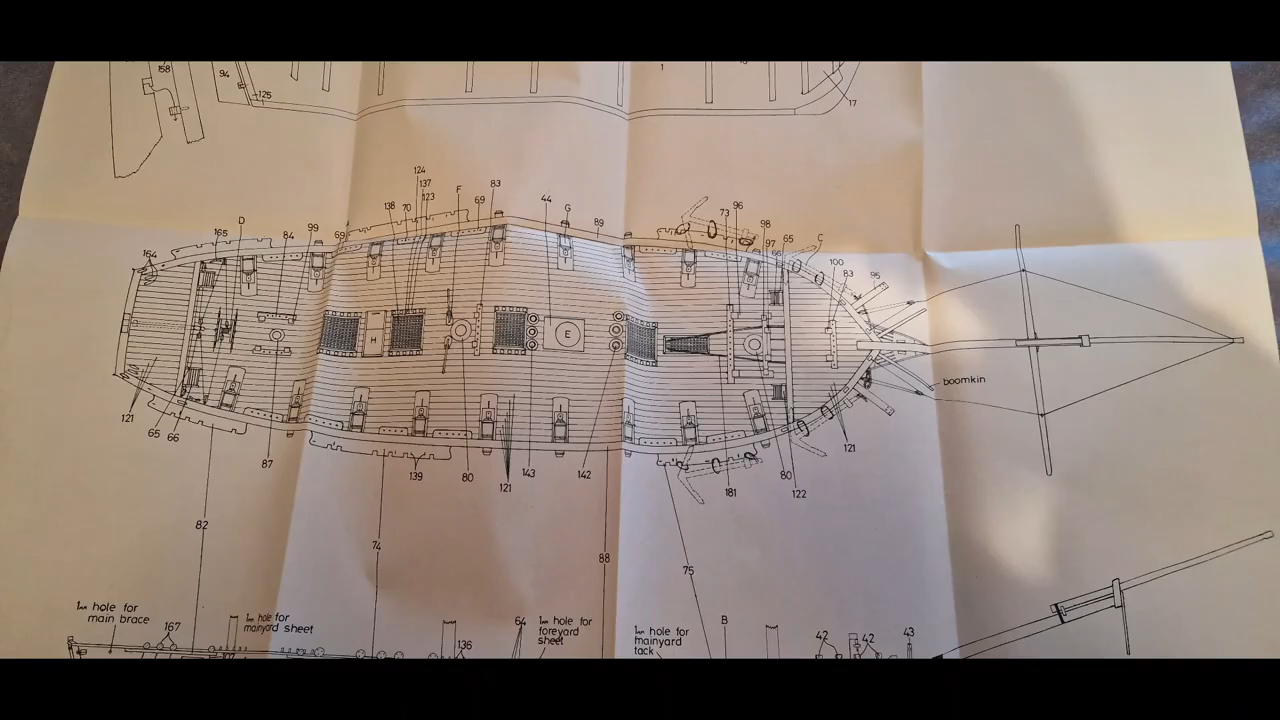 158
94
125
1
17
124
137
123
F
83
138
70
69
44
G
89
73
96
98
97
66
65
C
100
83
95
D
165
84
99
69
164
H
E
boomkin
121
65
66
87
139
80
121
143
142
181
80
122
121
82
74
88
75
1mm hole for
main brace
167
1mm hole for
mainyard sheet
136
64
1mm hole for
foreyard
sheet
1mm hole for
mainyard
tack
B
42
42
43